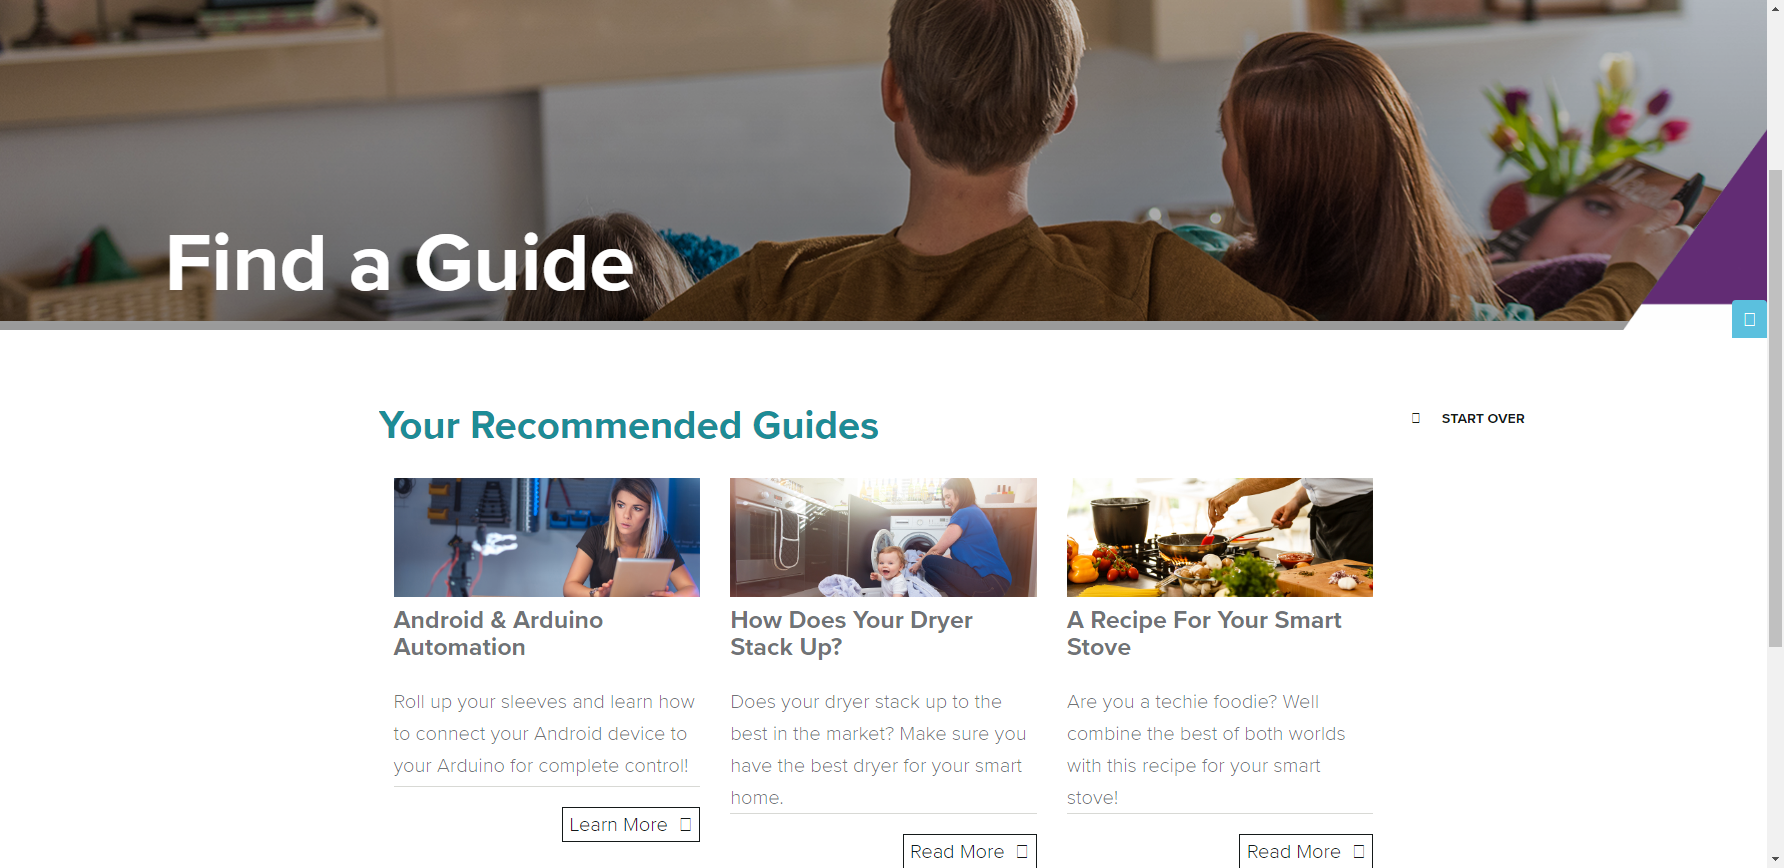 Find a Guide
Your Recommended Guides
START OVER
Android & Arduino
Automation
Roll up your sleeves and learn how
to connect your Android device to
your Arduino for complete control!
Learn More
How Does Your Dryer
Stack Up?
Does your dryer stack up to the
best in the market? Make sure you
have the best dryer for your smart
home.
Read More
A Recipe For Your Smart
Stove
Are you a techie foodie? Well
combine the best of both worlds
with this recipe for your smart
stove!
Read More